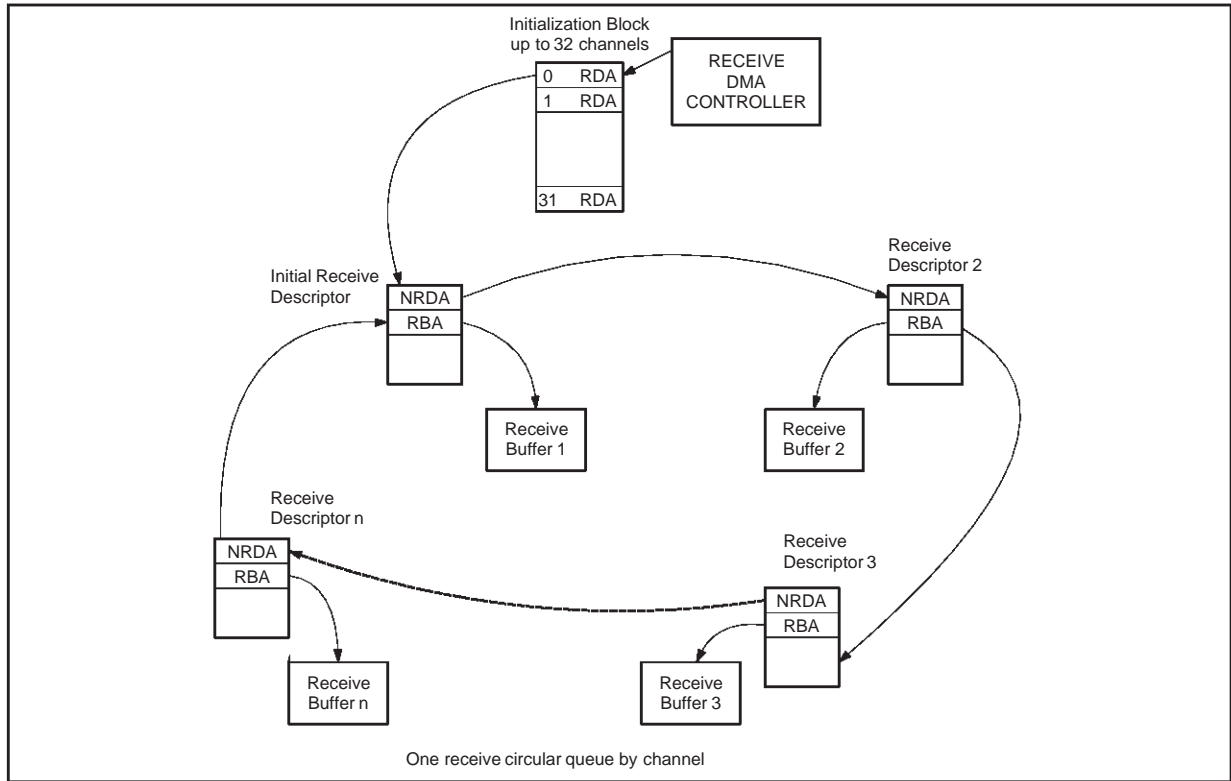 Initialization Block
up to 32 channels
0 RDA
1 RDA
31 RDA
RECEIVE
DMA
CONTROLLER
Initial Receive
Descriptor
NRDA
RBA
Receive
Buffer 1
Receive
Descriptor 2
NRDA
RBA
Receive
Buffer 2
Receive
Descriptor n
NRDA
RBA
Receive
Buffer n
Receive
Descriptor 3
NRDA
RBA
Receive
Buffer 3
One receive circular queue by channel